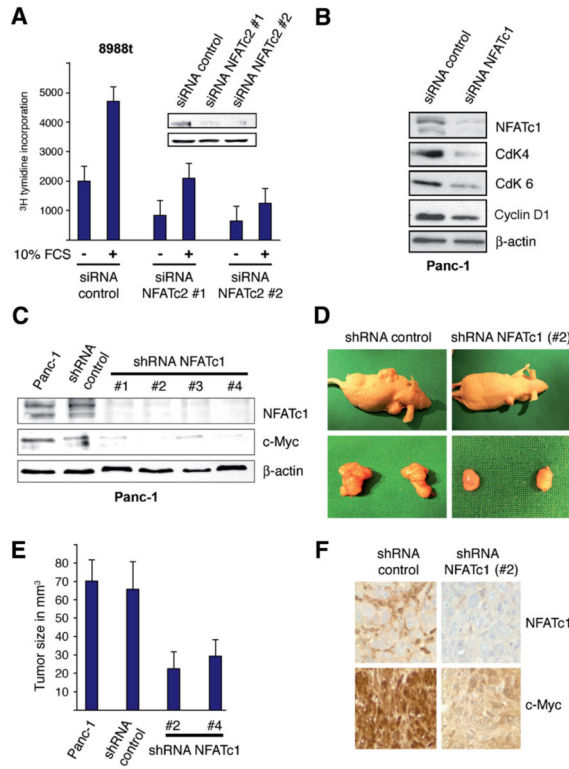 A
8988t
siRNA control
siRNA NFATc2 #1
siRNA NFATc2 #2
³H tymidine incorporation
5000
4000
3000
2000
1000
10% FCS
- + - + - +
siRNA control
siRNA NFATc2 #1
siRNA NFATc2 #2
B
siRNA control
siRNA NFATc1
NFATc1
CdK4
CdK 6
Cyclin D1
β-actin
Panc-1
C
Panc-1
shRNA control
shRNA NFATc1
#1 #2 #3 #4
NFATc1
c-Myc
β-actin
Panc-1
D
shRNA control
shRNA NFATc1 (#2)
E
Tumor size in mm³
80
70
60
50
40
30
20
10
Panc-1
shRNA control
#2 #4
shRNA NFATc1
F
shRNA control
shRNA NFATc1 (#2)
NFATc1
c-Myc